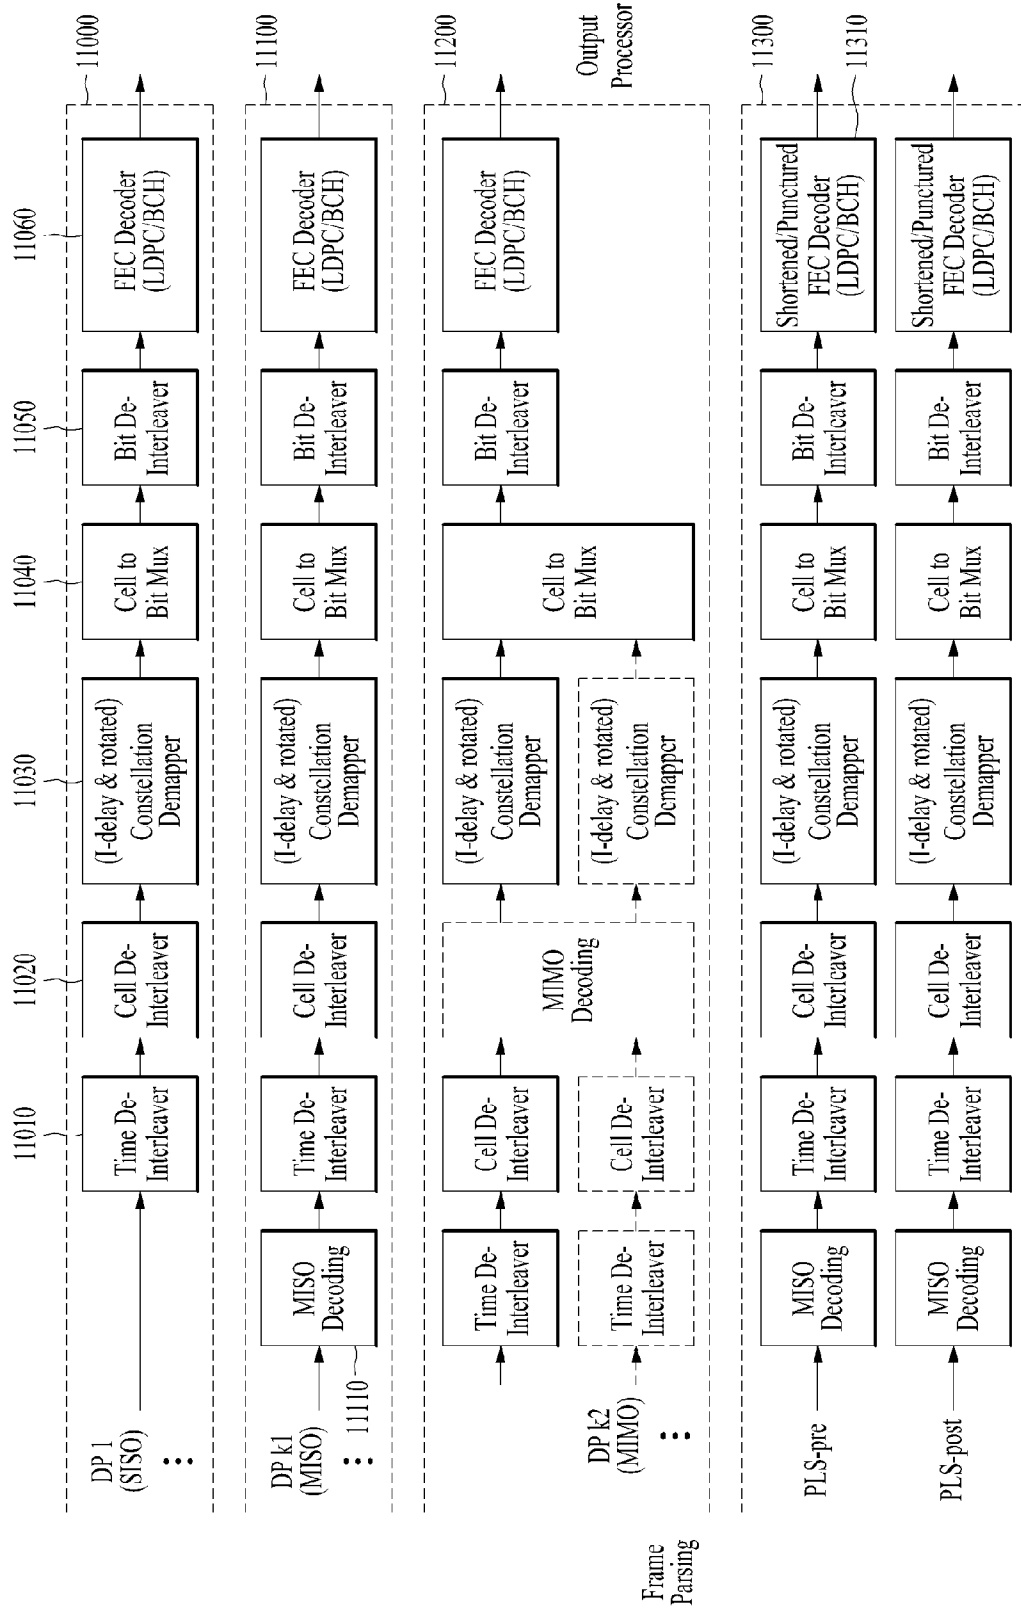 11010
11020
11030
11040
11050
11060
11000
DP 1
(SISO)
Time De-
Interleaver
Cell De-
Interleaver
(I-delay & rotated)
Constellation
Demapper
Cell to
Bit Mux
Bit De-
Interleaver
FEC Decoder
(LDPC/BCH)
11100
DP k1
(MISO)
11110
MISO
Decoding
Time De-
Interleaver
Cell De-
Interleaver
(I-delay & rotated)
Constellation
Demapper
Cell to
Bit Mux
Bit De-
Interleaver
FEC Decoder
(LDPC/BCH)
11200
Time De-
Interleaver
Cell De-
Interleaver
MIMO
Decoding
(I-delay & rotated)
Constellation
Demapper
Cell to
Bit Mux
Bit De-
Interleaver
FEC Decoder
(LDPC/BCH)
Frame
Parsing
DP k2
(MIMO)
Time De-
Interleaver
Cell De-
Interleaver
(I-delay & rotated)
Constellation
Demapper
Output
Processor
11300
PLS-pre
MISO
Decoding
Time De-
Interleaver
Cell De-
Interleaver
(I-delay & rotated)
Constellation
Demapper
Cell to
Bit Mux
Bit De-
Interleaver
Shortened/Punctured
FEC Decoder
(LDPC/BCH)
11310
PLS-post
MISO
Decoding
Time De-
Interleaver
Cell De-
Interleaver
(I-delay & rotated)
Constellation
Demapper
Cell to
Bit Mux
Bit De-
Interleaver
Shortened/Punctured
FEC Decoder
(LDPC/BCH)